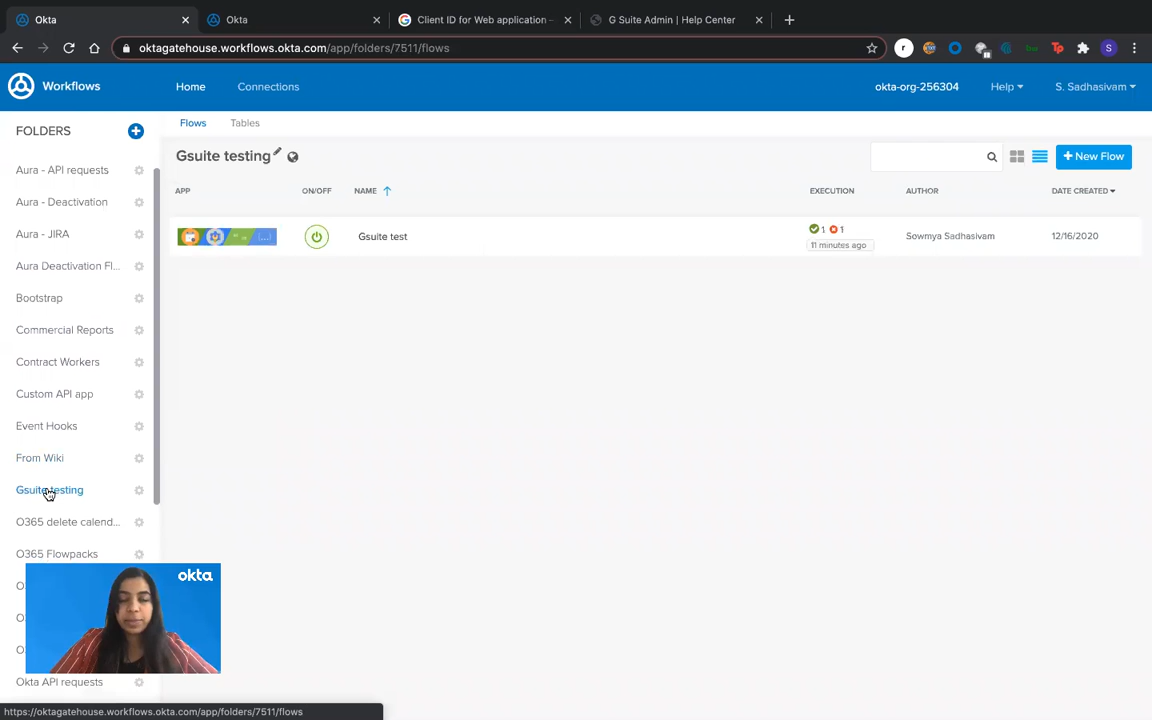 Okta
Okta
Client ID for Web application –
G Suite Admin | Help Center
oktagatehouse.workflows.okta.com/app/folders/7511/flows
r
S
Workflows
Home
Connections
okta-org-256304
Help
S. Sadhasivam
FOLDERS
Flows
Tables
Gsuite testing
+ New Flow
APP
ON/OFF
NAME
EXECUTION
AUTHOR
DATE CREATED
Gsuite test
1 1
11 minutes ago
Sowmya Sadhasivam
12/16/2020
Aura - API requests
Aura - Deactivation
Aura - JIRA
Aura Deactivation Fl...
Bootstrap
Commercial Reports
Contract Workers
Custom API app
Event Hooks
From Wiki
Gsuite testing
O365 delete calend...
O365 Flowpacks
okta
Okta API requests
https://oktagatehouse.workflows.okta.com/app/folders/7511/flows